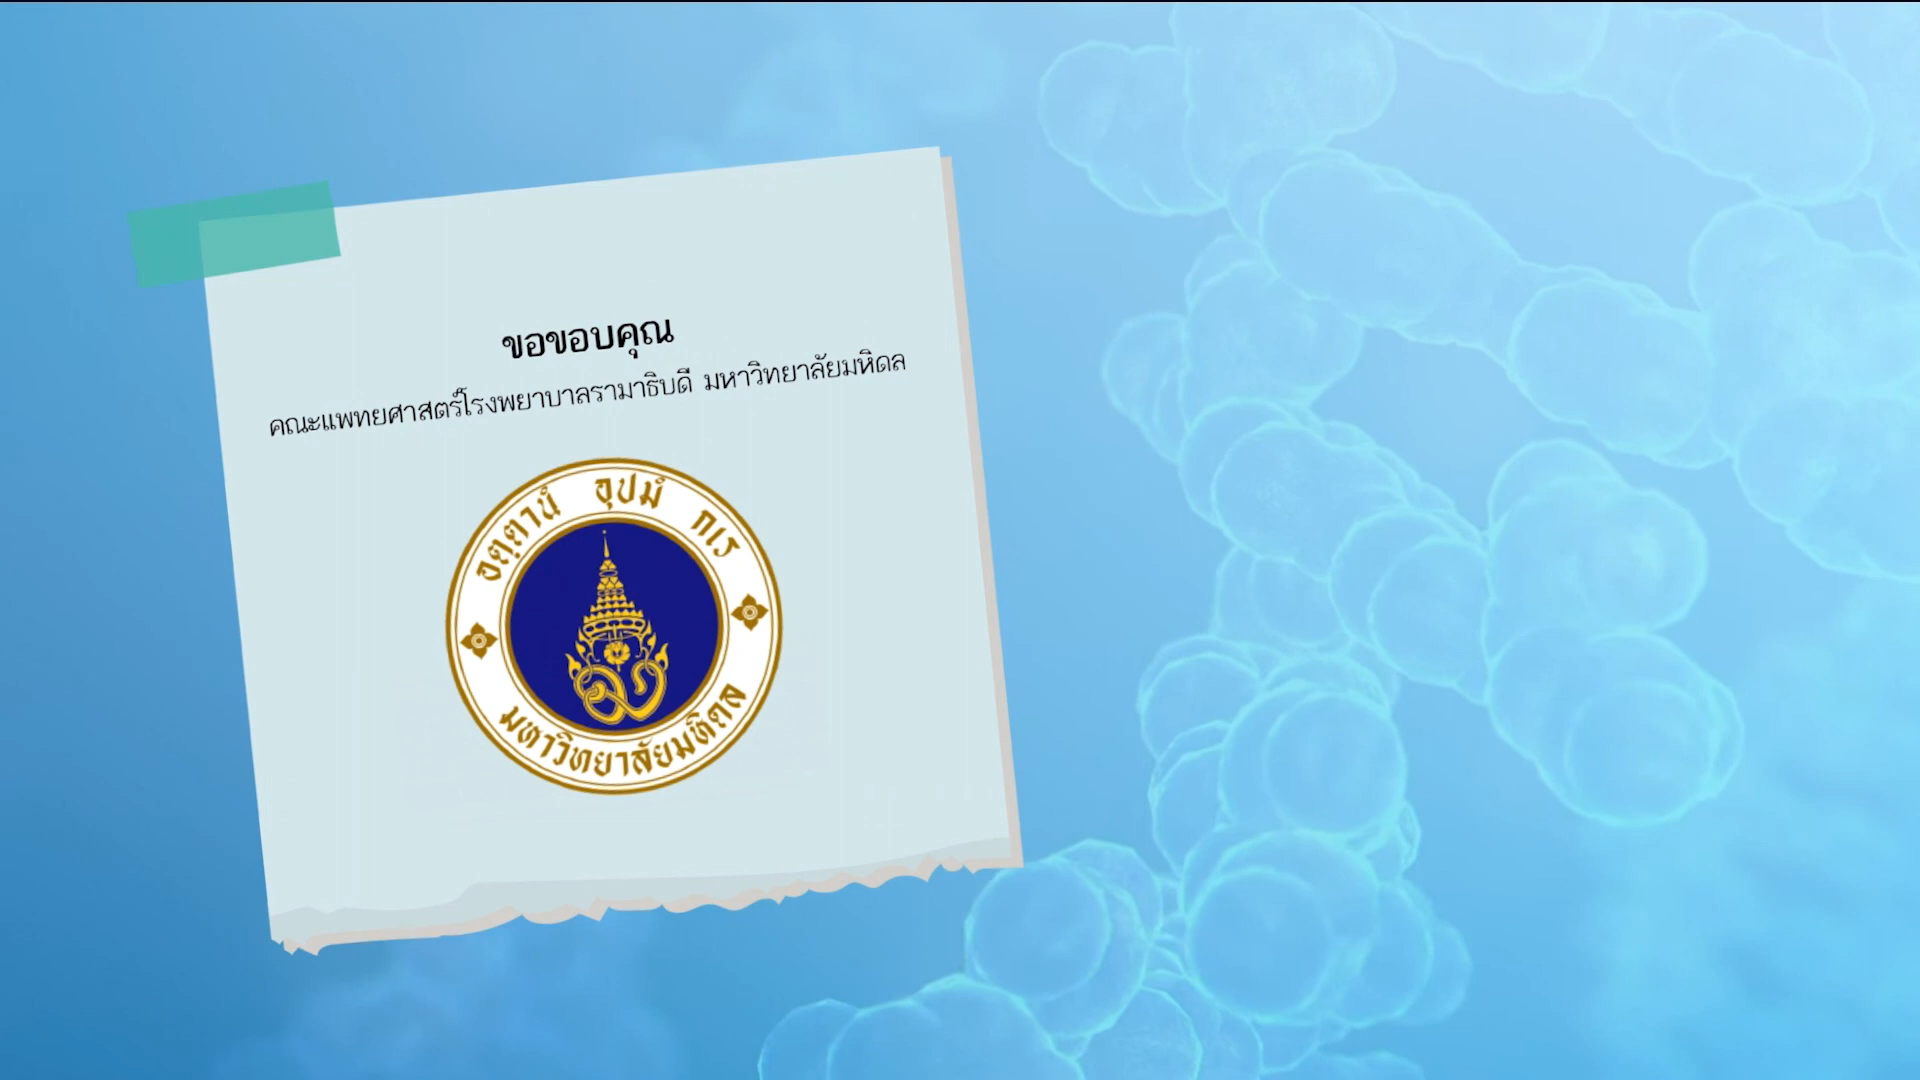 ขอขอบคุณ
คณะแพทยศาสตร์โรงพยาบาลรามาธิบดี มหาวิทยาลัยมหิดล
อตฺตานํ อุปมํ กเร
มหาวิทยาลัยมหิดล